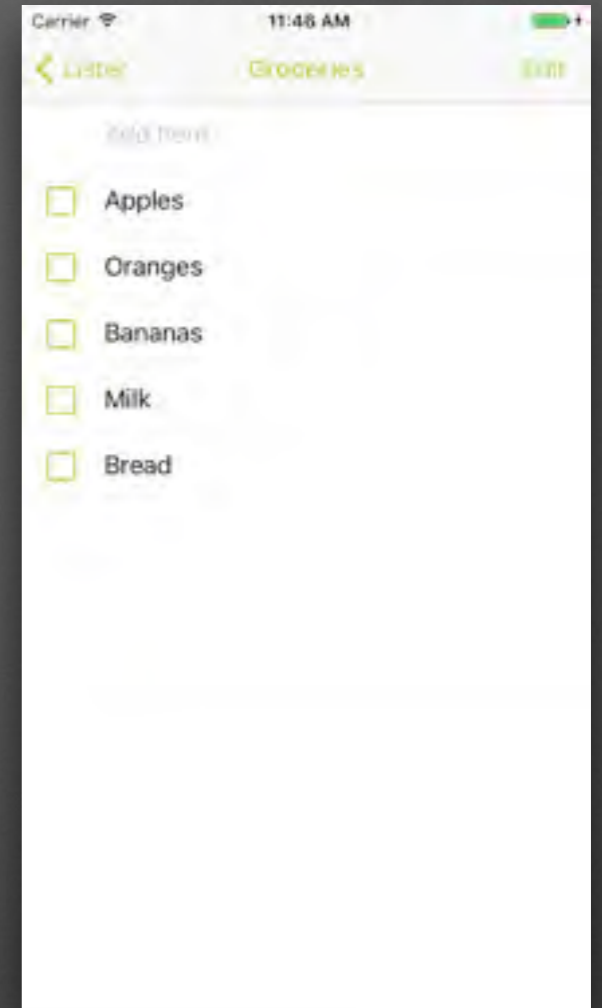 Carrier 11:46 AM
Lister Groceries Edit
Add Item
Apples
Oranges
Bananas
Milk
Bread